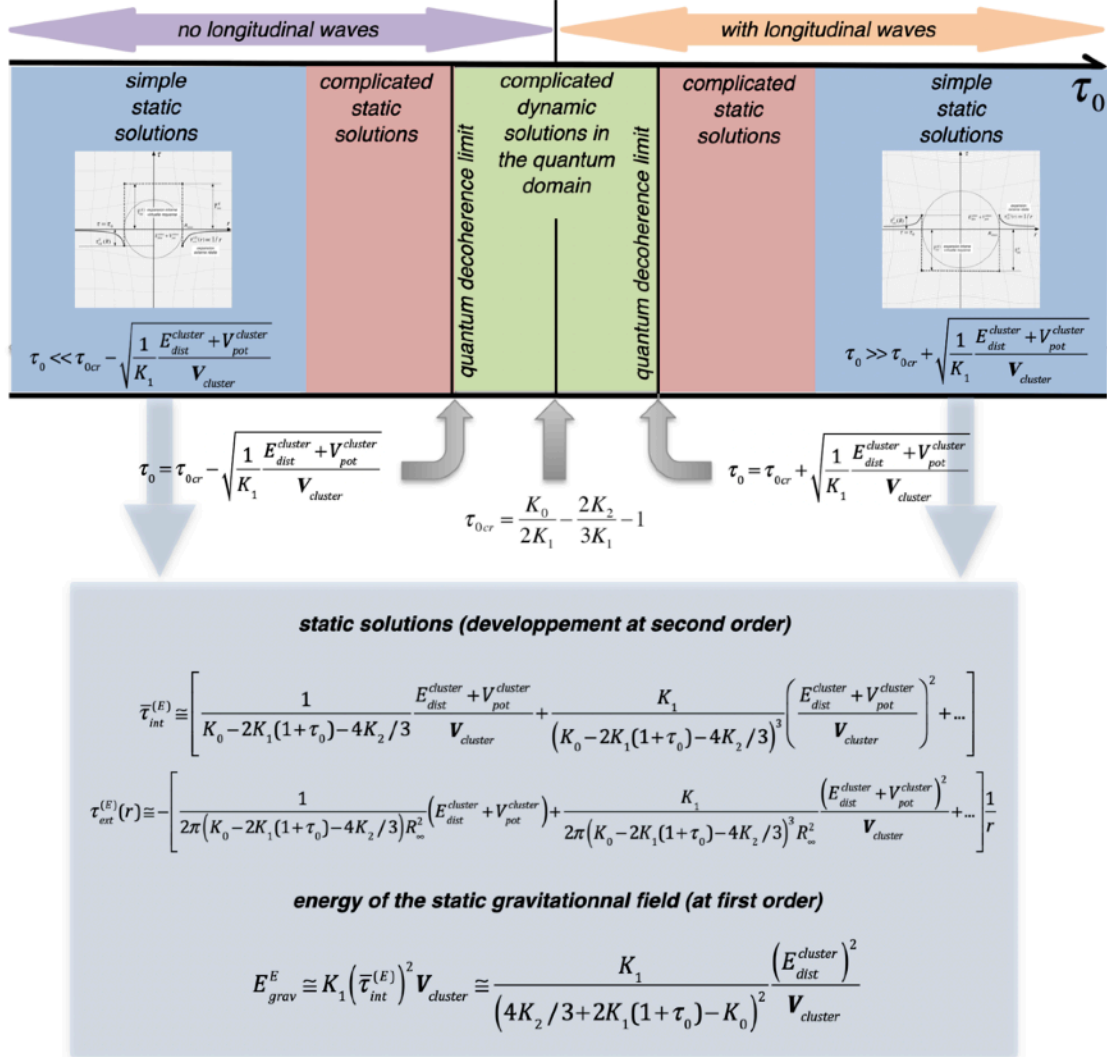 no longitudinal waves
with longitudinal waves
τ₀
simple
static
solutions
complicated
static
solutions
quantum decoherence limit
complicated
dynamic
solutions in
the quantum
domain
quantum decoherence limit
complicated
static
solutions
simple
static
solutions
τ₀ << τ₀cr − √(1/K₁ (E_dist^cluster + V_pot^cluster)/V_cluster)
τ₀ >> τ₀cr + √(1/K₁ (E_dist^cluster + V_pot^cluster)/V_cluster)
τ₀ = τ₀cr − √(1/K₁ (E_dist^cluster + V_pot^cluster)/V_cluster)
τ₀ = τ₀cr + √(1/K₁ (E_dist^cluster + V_pot^cluster)/V_cluster)
τ₀cr = K₀/2K₁ − 2K₂/3K₁ − 1
static solutions (developpement at second order)
τ̄_int^(E) ≅ [1/(K₀ − 2K₁(1+τ₀) − 4K₂/3) (E_dist^cluster + V_pot^cluster)/V_cluster + K₁/(K₀ − 2K₁(1+τ₀) − 4K₂/3)³ ((E_dist^cluster + V_pot^cluster)/V_cluster)² + ...]
τ_ext^(E)(r) ≅ −[1/(2π(K₀ − 2K₁(1+τ₀) − 4K₂/3)R_∞²) (E_dist^cluster + V_pot^cluster) + K₁/(2π(K₀ − 2K₁(1+τ₀) − 4K₂/3)³R_∞²) (E_dist^cluster + V_pot^cluster)²/V_cluster + ...] 1/r
energy of the static gravitationnal field (at first order)
E_grav^E ≅ K₁(τ̄_int^(E))² V_cluster ≅ K₁/(4K₂/3 + 2K₁(1+τ₀) − K₀)² (E_dist^cluster)²/V_cluster